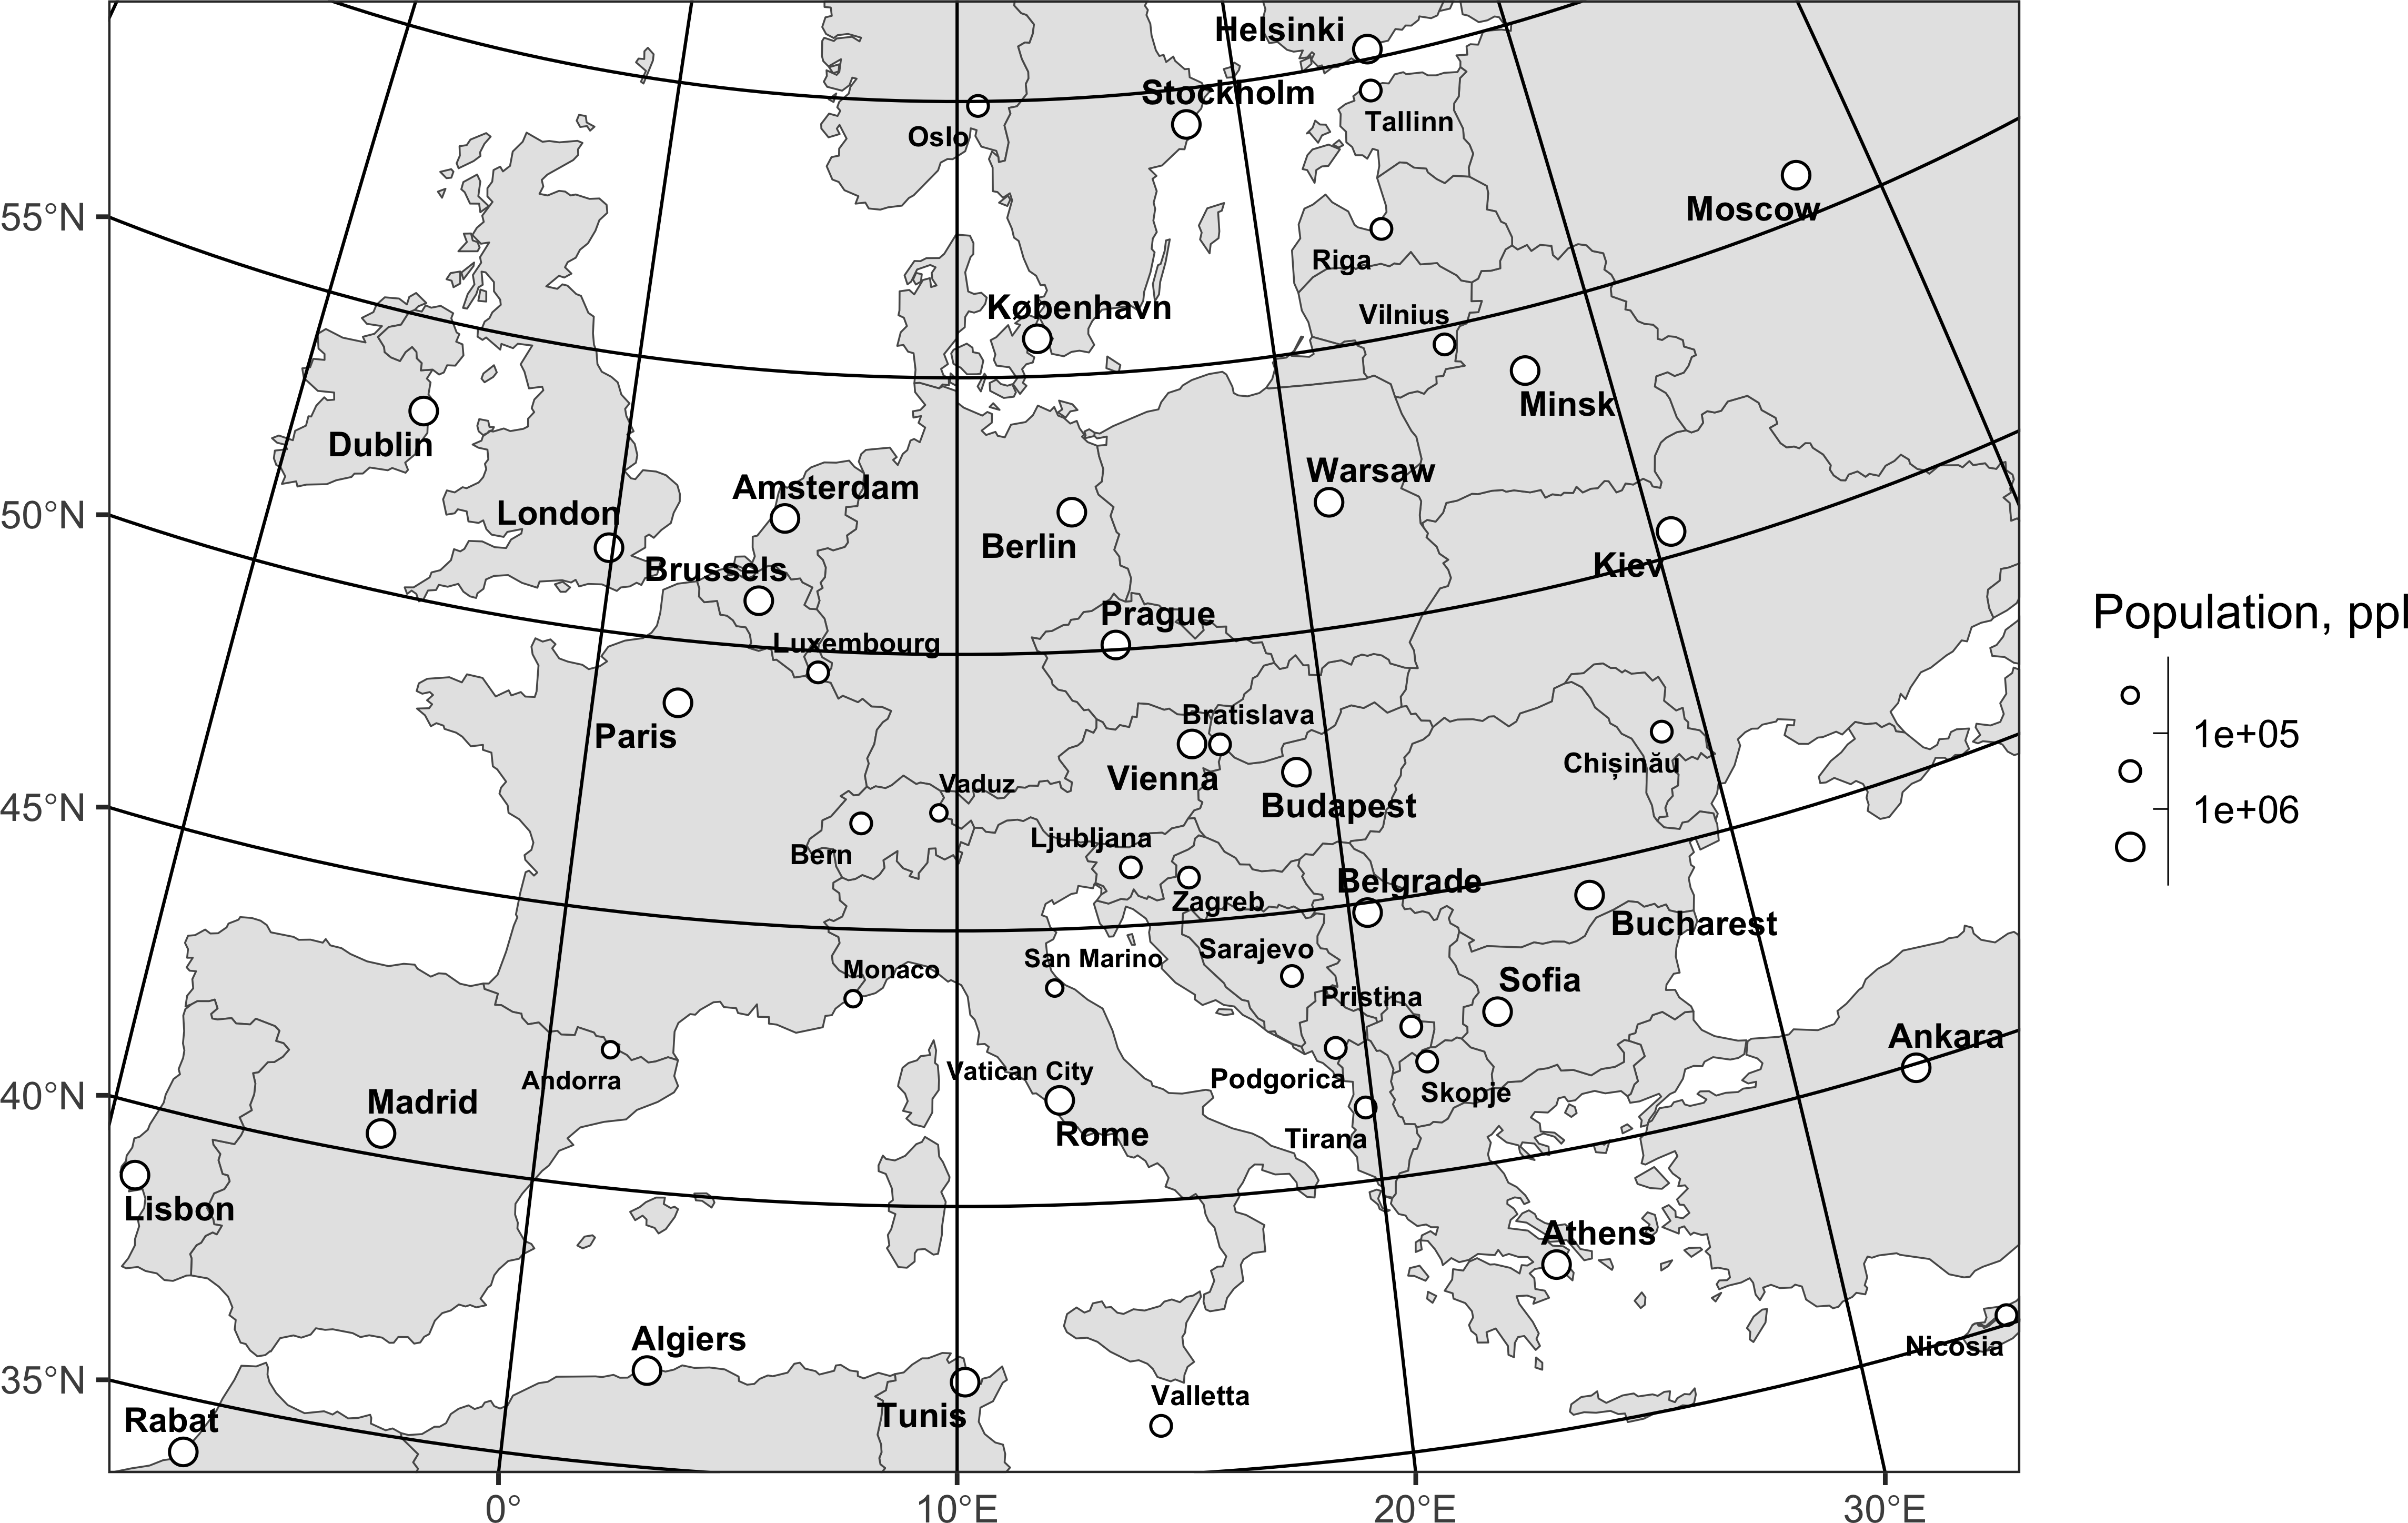 Helsinki
Stockholm
Oslo
Tallinn
Moscow
55°N
Riga
København
Vilnius
Minsk
Dublin
Warsaw
Amsterdam
50°N
London
Berlin
Kiev
Brussels
Prague
Population, ppl
Luxembourg
Bratislava
Paris
1e+05
Chișinău
Vienna
Vaduz
45°N
Budapest
1e+06
Ljubljana
Bern
Belgrade
Zagreb
Bucharest
Sarajevo
San Marino
Monaco
Sofia
Pristina
Ankara
Vatican City
Andorra
Podgorica
Skopje
40°N
Madrid
Rome
Tirana
Lisbon
Athens
Algiers
Nicosia
35°N
Valletta
Tunis
Rabat
0°
10°E
20°E
30°E